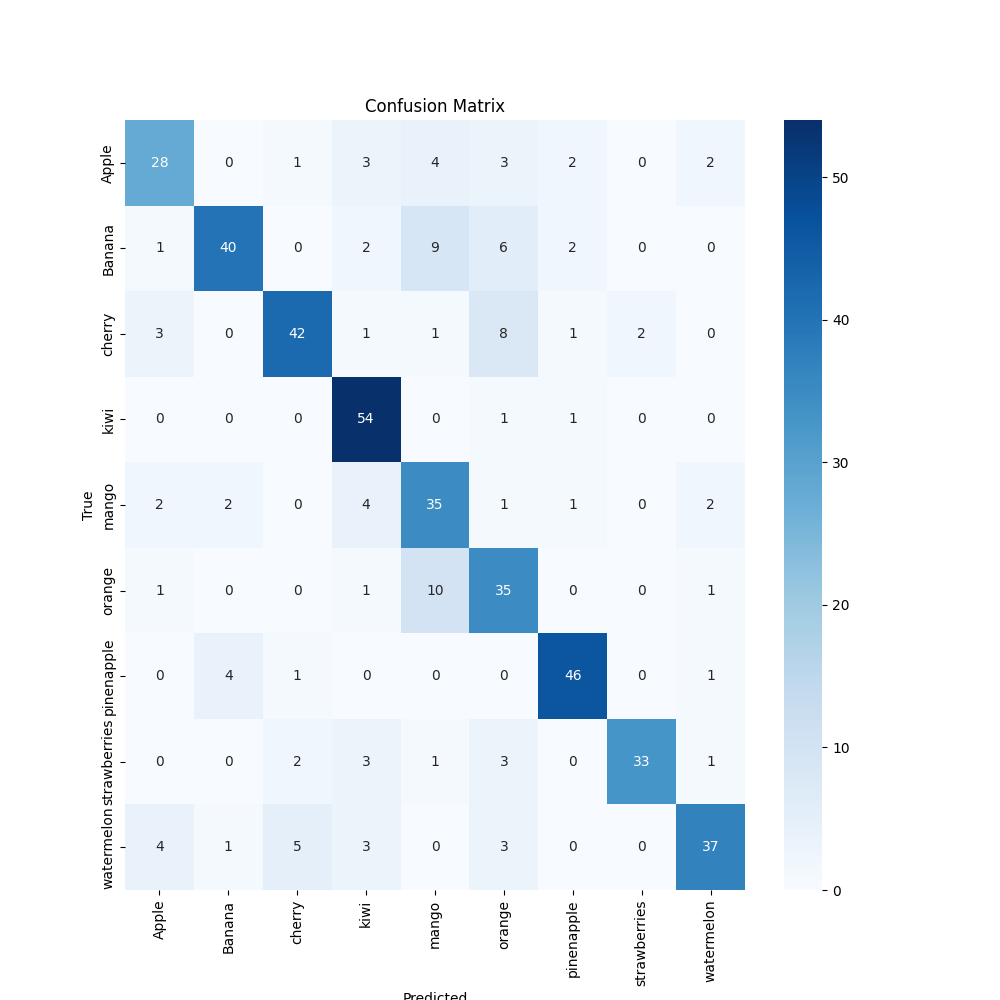 Confusion Matrix
Apple 28 0 1 3 4 3 2 0 2
Banana 1 40 0 2 9 6 2 0 0
cherry 3 0 42 1 1 8 1 2 0
kiwi 0 0 0 54 0 1 1 0 0
mango 2 2 0 4 35 1 1 0 2
orange 1 0 0 1 10 35 0 0 1
pinenapple 0 4 1 0 0 0 46 0 1
strawberries 0 0 2 3 1 3 0 33 1
watermelon 4 1 5 3 0 3 0 0 37
True
Apple Banana cherry kiwi mango orange pinenapple strawberries watermelon
Predicted
50
40
30
20
10
0